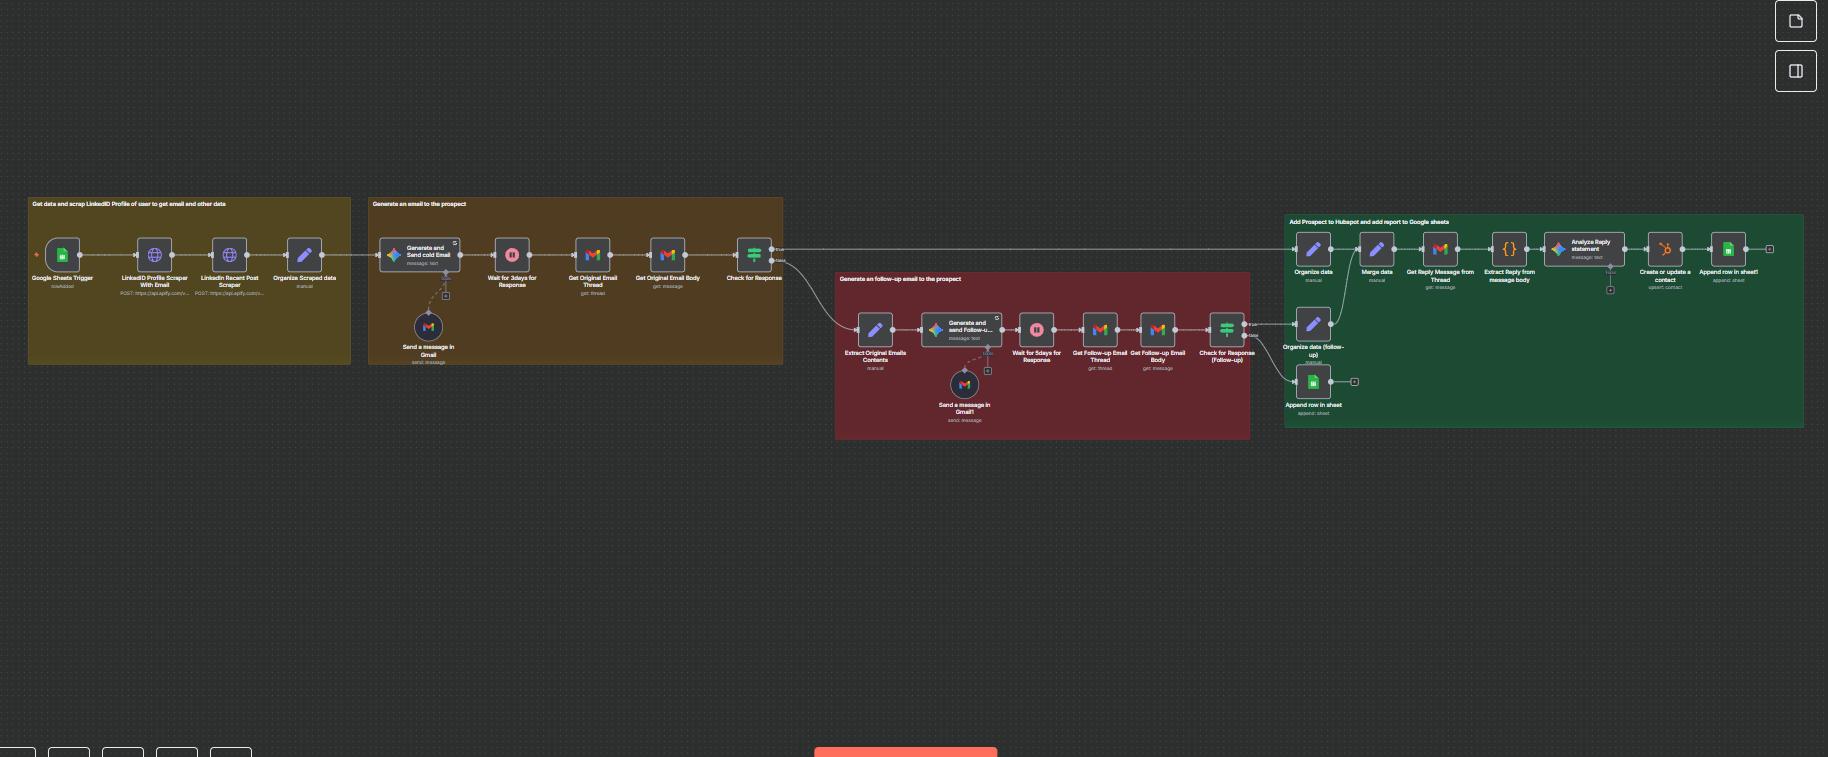 Get data and scrap LinkedID Profile of user to get email and other data
Google Sheets Trigger
rowAdded
LinkedIn Profile Scraper
With Email
POST: https://api.apify.com/v...
LinkedIn Recent Post
Scraper
POST: https://api.apify.com/v...
Organize Scraped data
manual
Generate an email to the prospect
Generate and
Send cold Email
message: text
Tools
Send a message in
Gmail
send: message
Wait for 3days for
Response
Get Original Email
Thread
get: thread
Get Original Email Body
get: message
Check for Response
true
false
Generate an follow-up email to the prospect
Extract Original Emails
Contents
manual
Generate and
send Follow-u...
message: text
Tools
Send a message in
Gmail1
send: message
Wait for 5days for
Response
Get Follow-up Email
Thread
get: thread
Get Follow-up Email
Body
get: message
Check for Response
(Follow-up)
true
false
Add Prospect to Hubspot and add report to Google sheets
Organize data
manual
Merge data
manual
Get Reply Message from
Thread
get: message
Extract Reply from
message body
Analyze Reply
statement
message: text
Tools
Create or update a
contact
upsert: contact
Append row in sheet1
append: sheet
Organize data (follow-
up)
manual
Append row in sheet
append: sheet